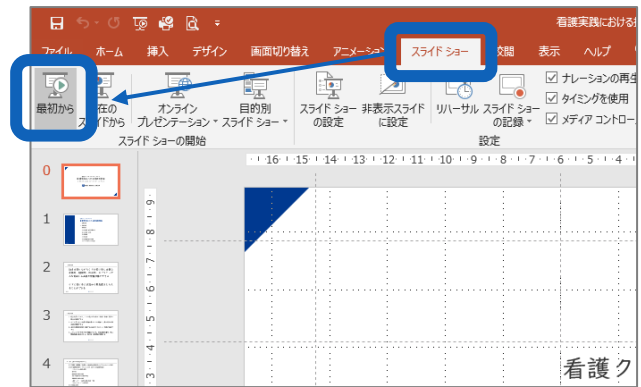 看護実践における
ファイル ホーム 挿入 デザイン 画面切り替え アニメーション スライド ショー 校閲 表示 ヘルプ
最初から 在の スライドから オンライン プレゼンテーション 目的別 スライド ショー スライド ショー の設定 非表示スライド に設定 リハーサル スライド ショー の記録
ナレーションの再生
タイミングを使用
メディア コントロー
スライド ショーの開始 設定
16 15 14 13 12 11 10 9 8 7 6 5 4
0
1
2
3
4
9
8
7
6
5
4
3
看護ク